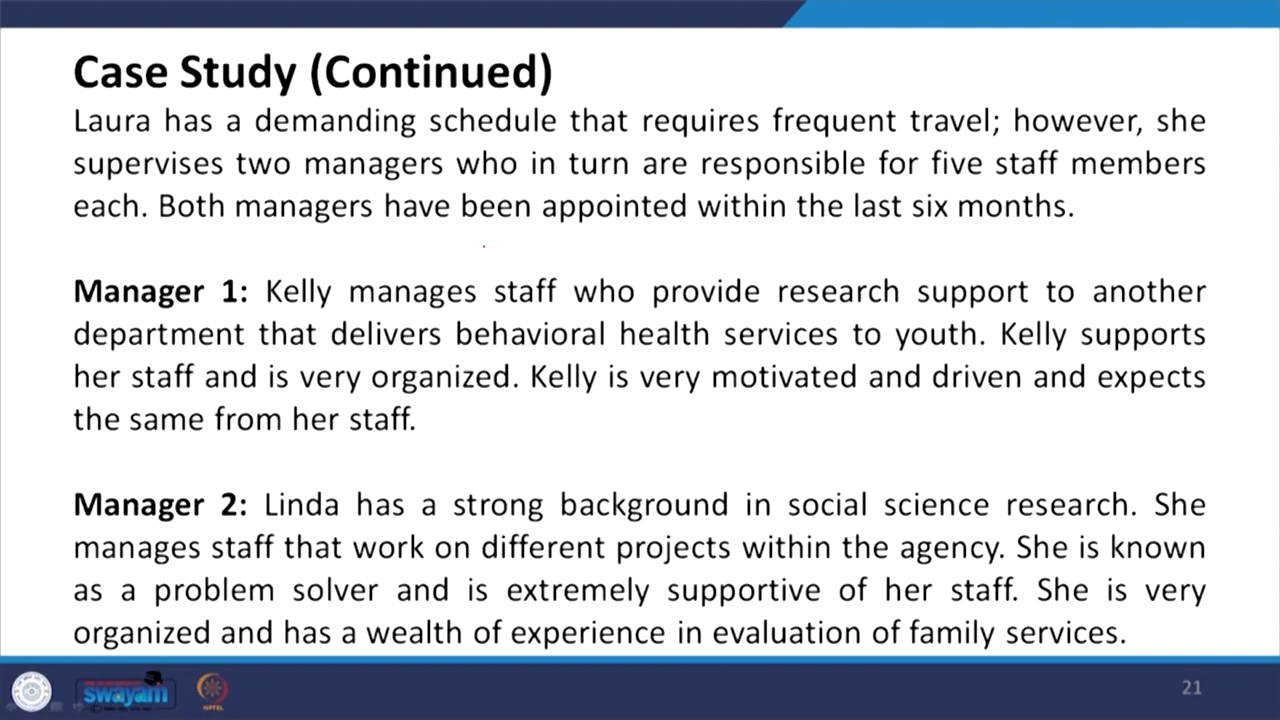 Case Study (Continued)
Laura has a demanding schedule that requires frequent travel; however, she
supervises two managers who in turn are responsible for five staff members
each. Both managers have been appointed within the last six months.
Manager 1: Kelly manages staff who provide research support to another
department that delivers behavioral health services to youth. Kelly supports
her staff and is very organized. Kelly is very motivated and driven and expects
the same from her staff.
Manager 2: Linda has a strong background in social science research. She
manages staff that work on different projects within the agency. She is known
as a problem solver and is extremely supportive of her staff. She is very
organized and has a wealth of experience in evaluation of family services.
swayam
NPTEL
21